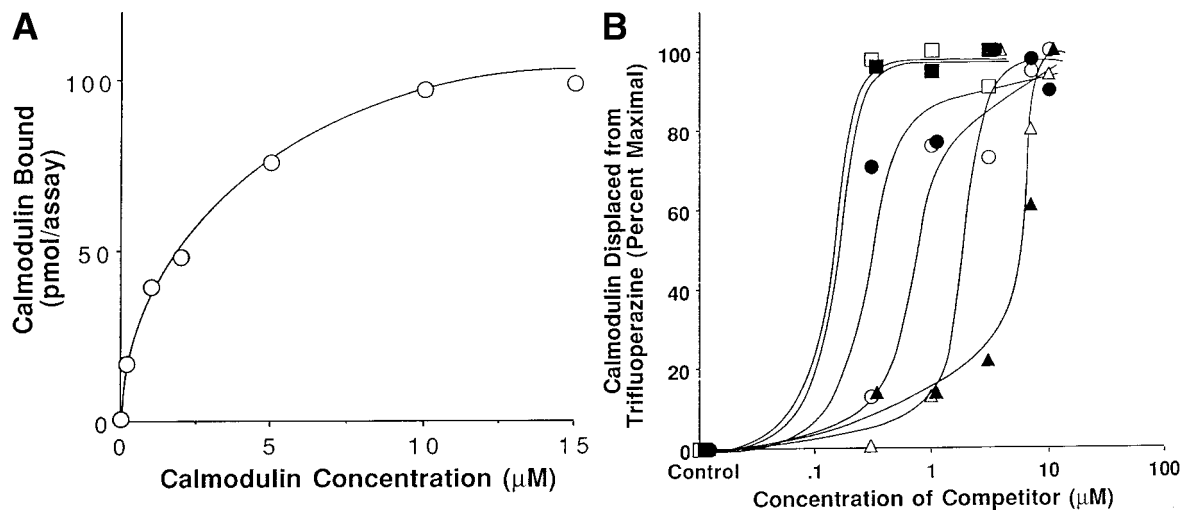 A
Calmodulin Bound
(pmol/assay)
100
50
0
0 5 10 15
Calmodulin Concentration (µM)
B
Calmodulin Displaced from
Trifluoperazine (Percent Maximal)
100
80
60
40
20
0
Control .1 1 10 100
Concentration of Competitor (µM)